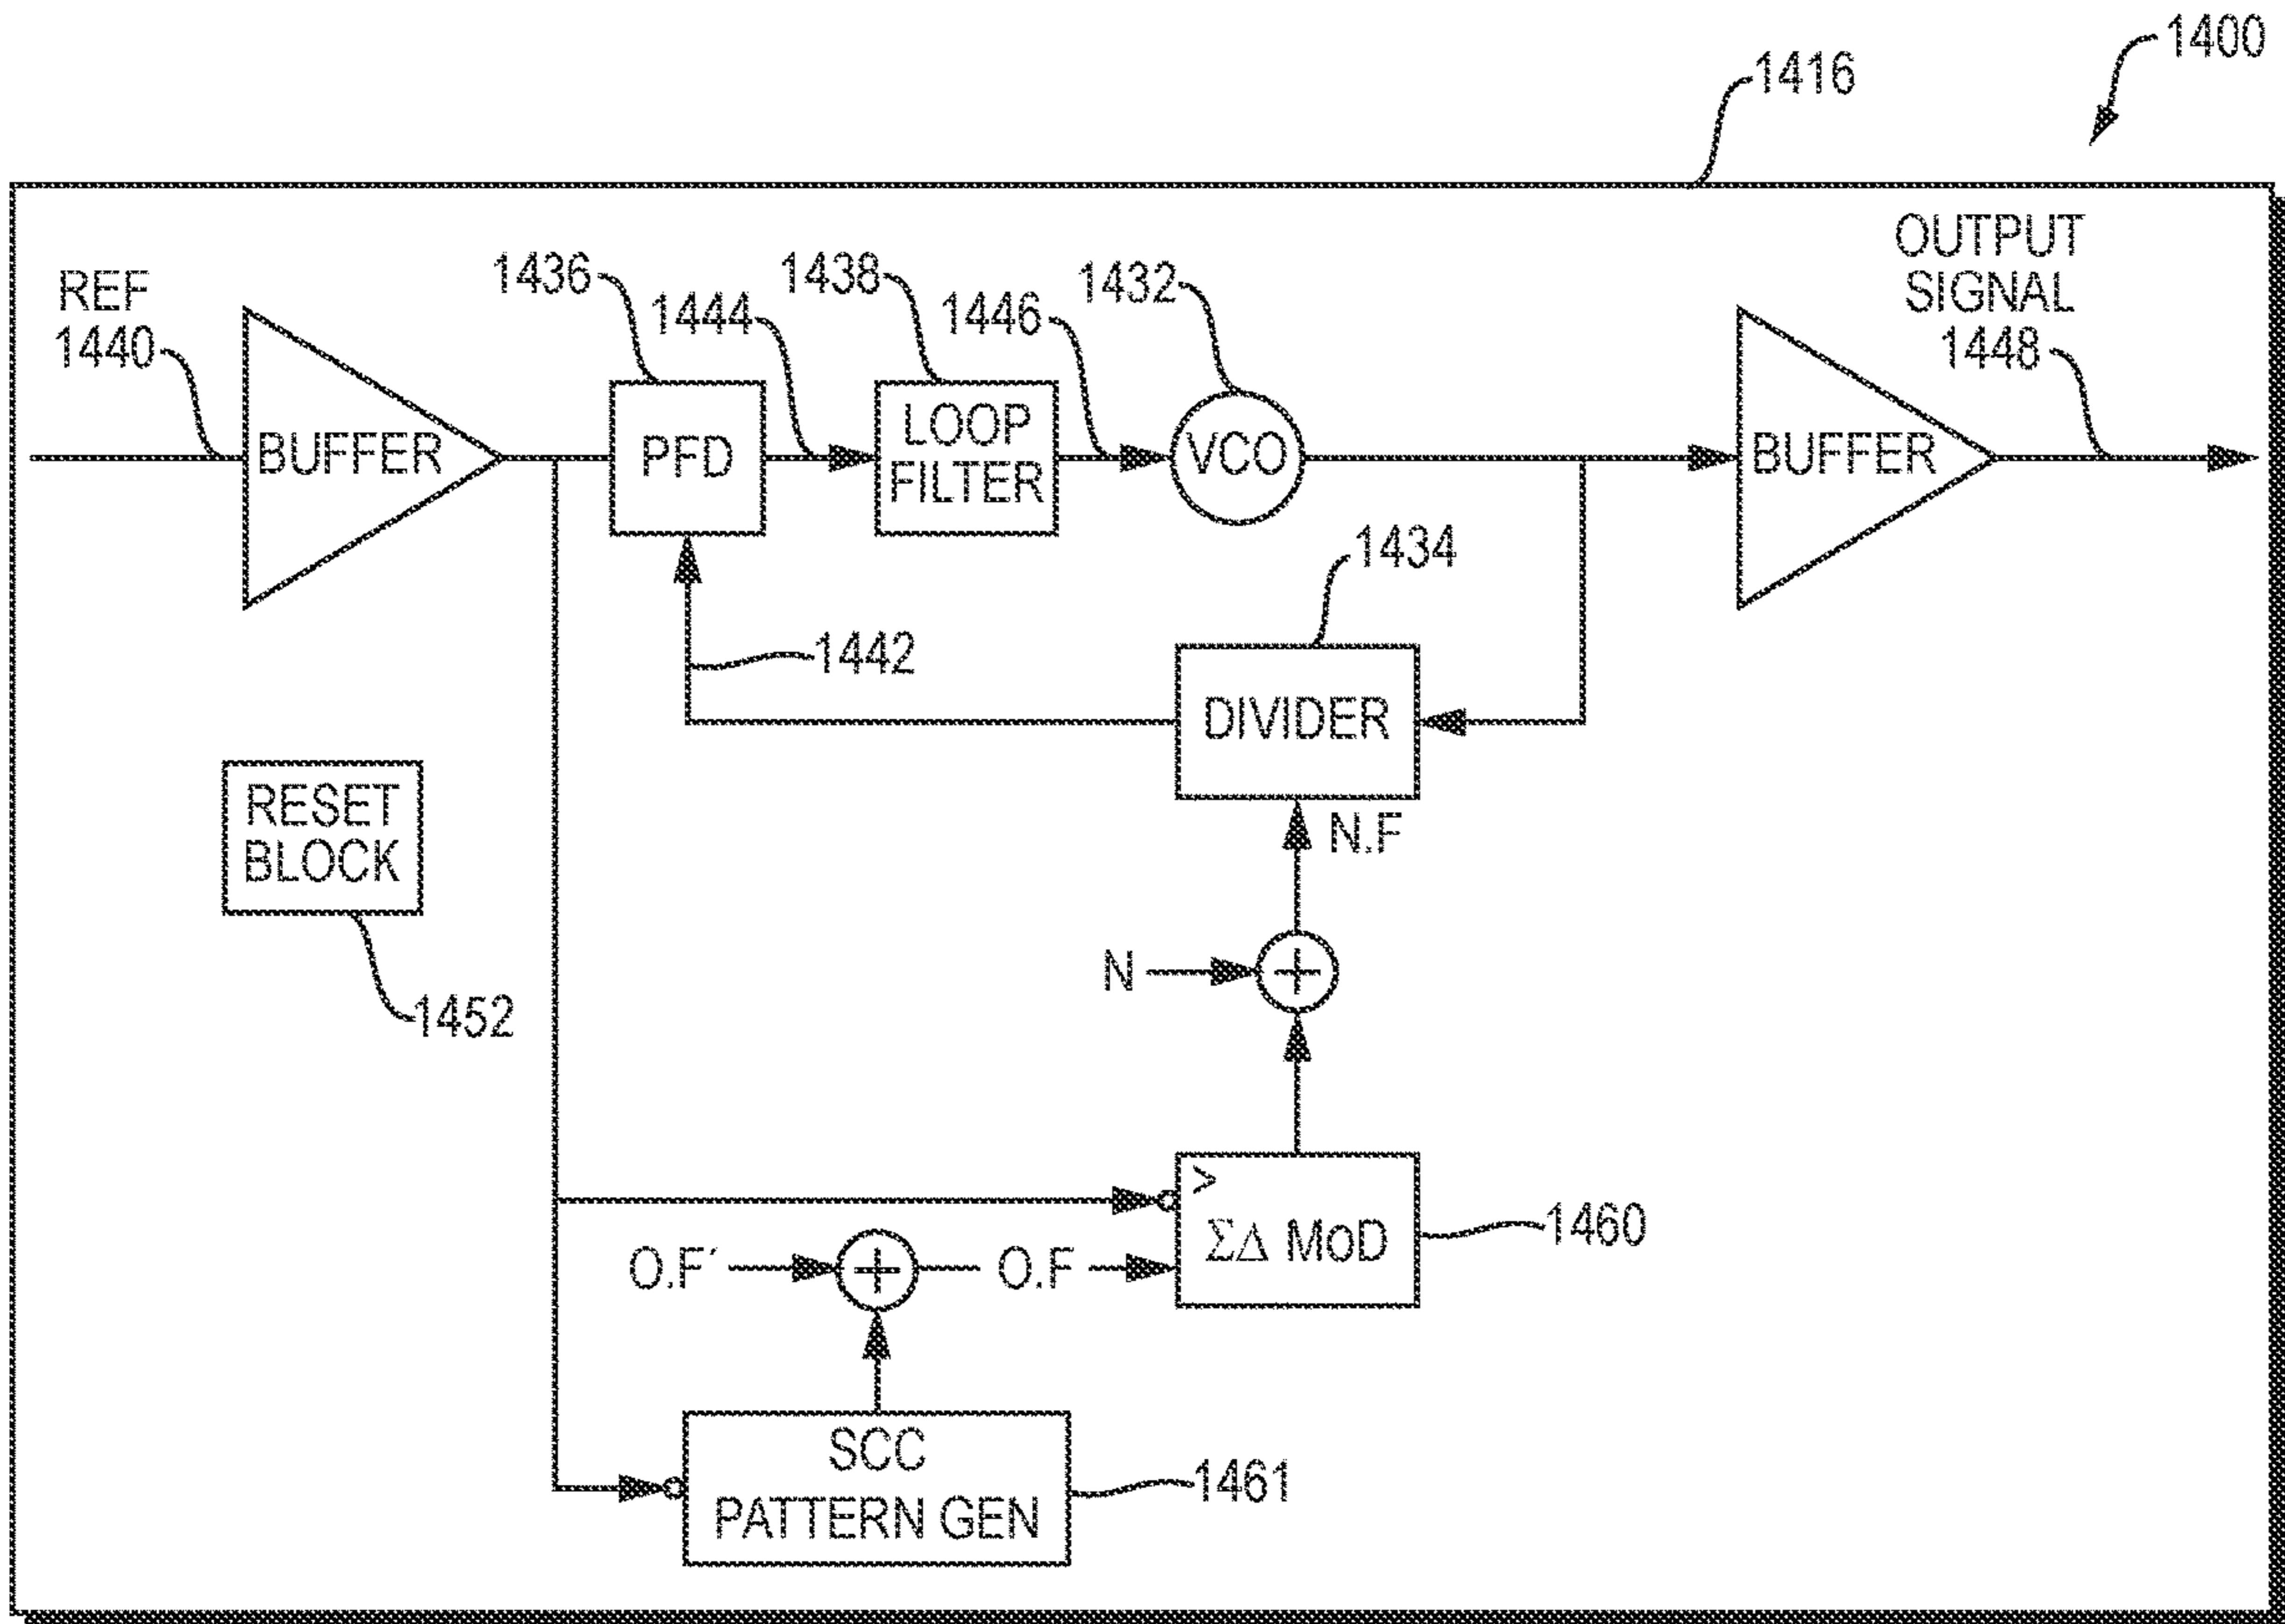 1400
1416
OUTPUT
SIGNAL
1448
REF
1440
1436
1444
1438
1446
1432
BUFFER
PFD
LOOP
FILTER
VCO
BUFFER
1434
1442
DIVIDER
RESET
BLOCK
N.F
1452
N
+
>
ΣΔ MOD
1460
O.F´
+
O.F
SCC
PATTERN GEN
1461